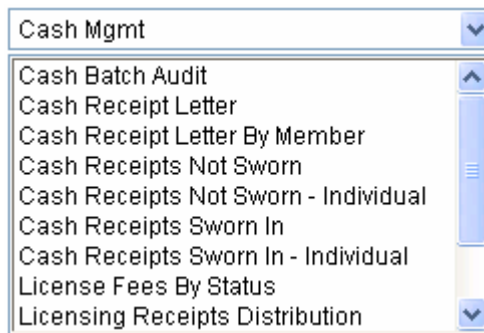 Cash Mgmt
Cash Batch Audit
Cash Receipt Letter
Cash Receipt Letter By Member
Cash Receipts Not Sworn
Cash Receipts Not Sworn - Individual
Cash Receipts Sworn In
Cash Receipts Sworn In - Individual
License Fees By Status
Licensing Receipts Distribution